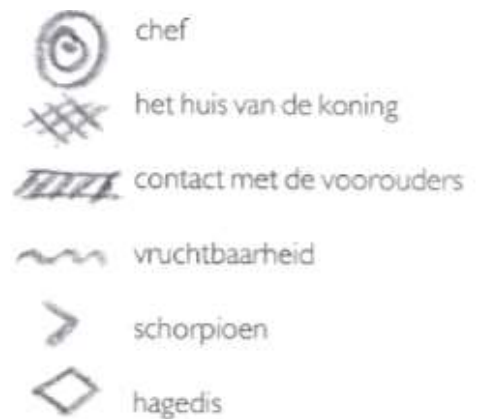 chef
het huis van de koning
contact met de voorouders
vruchtbaarheid
schorpioen
hagedis